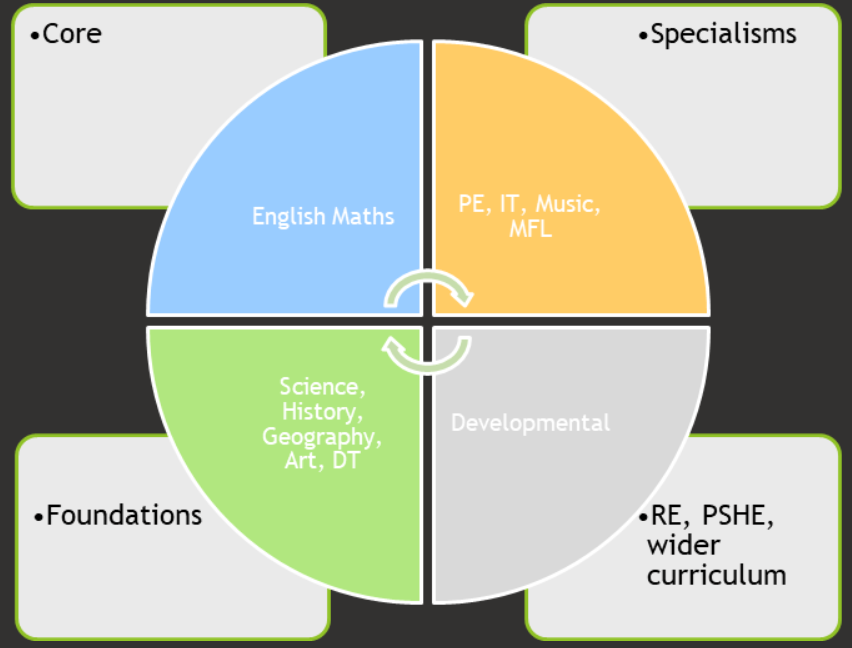 •Core
•Specialisms
English Maths
PE, IT, Music,
MFL
Science,
History,
Geography,
Art, DT
Developmental
•Foundations
•RE, PSHE,
wider
curriculum